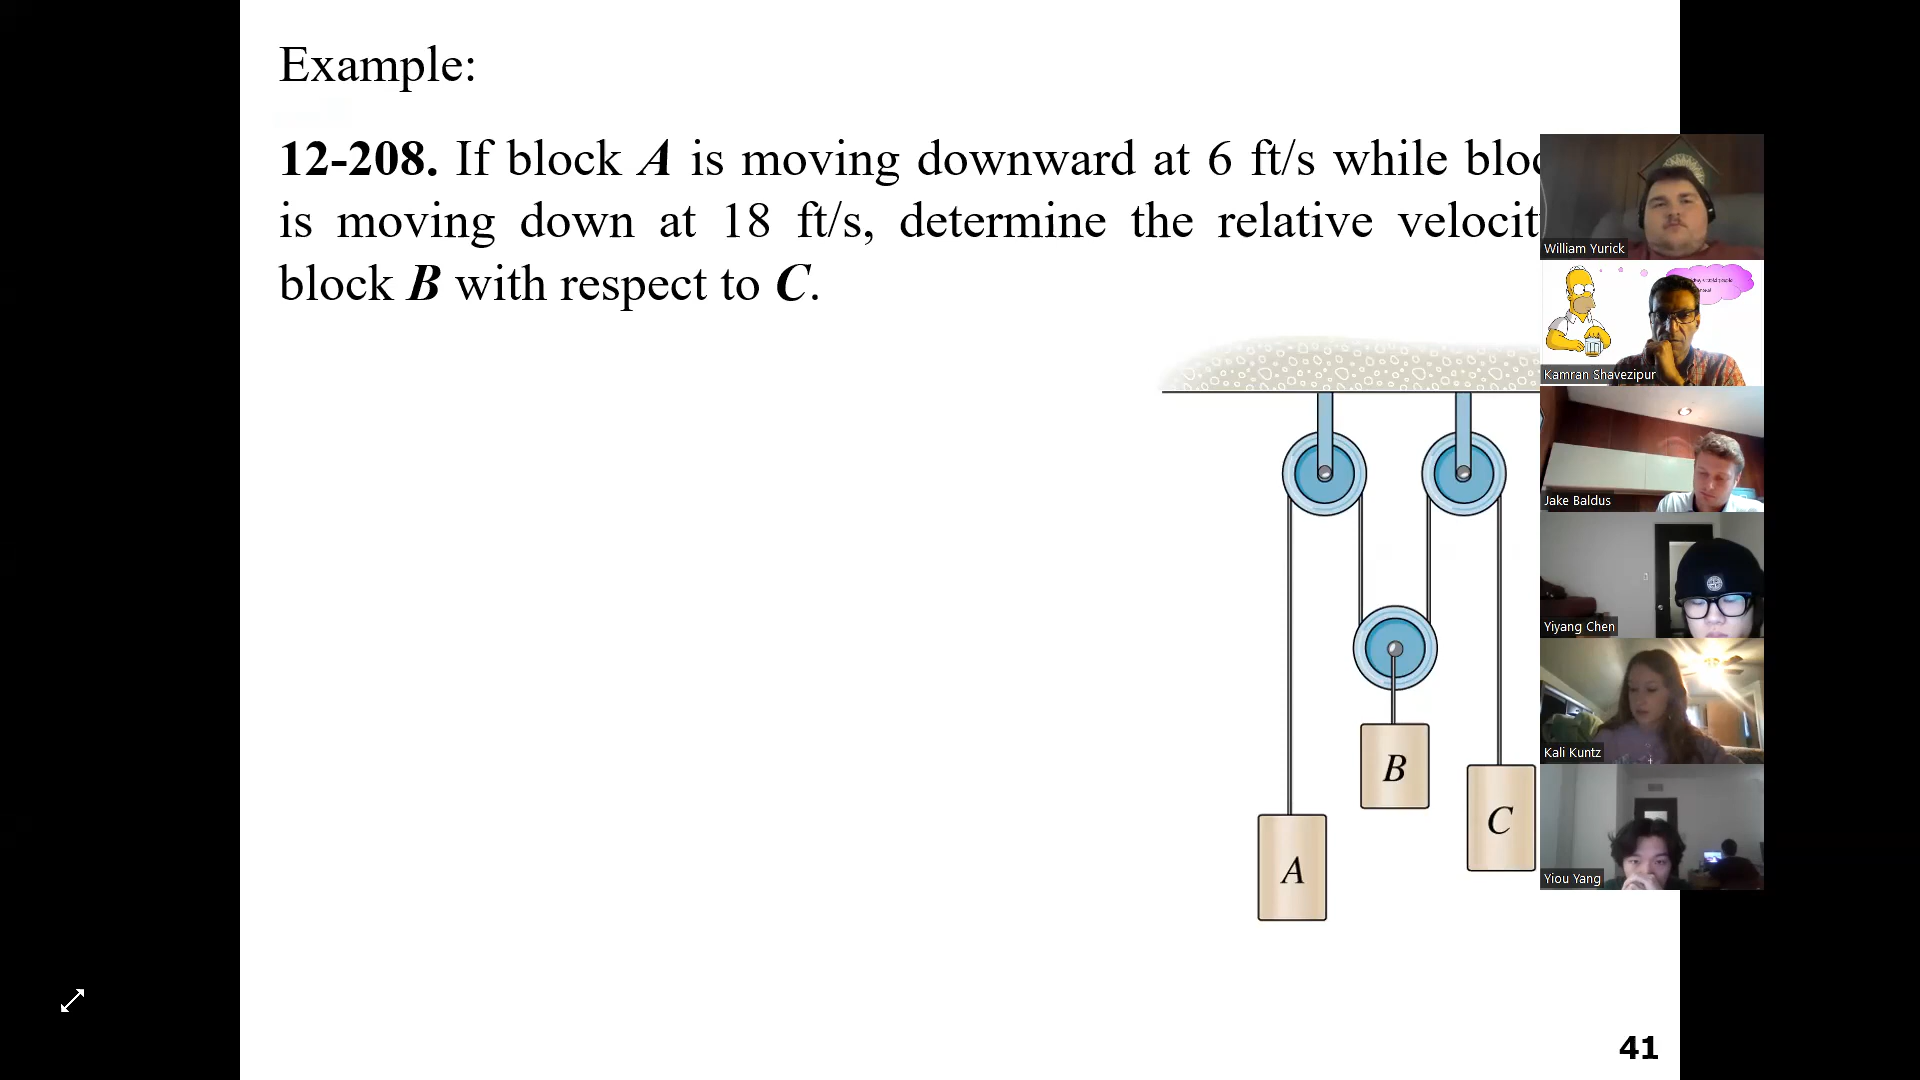 Example:
12-208. If block A is moving downward at 6 ft/s while bloc
is moving down at 18 ft/s, determine the relative velocit
block B with respect to C.
William Yurick
Kamran Shavezipur
Jake Baldus
Yiyang Chen
Kali Kuntz
Yiou Yang
B
C
A
41